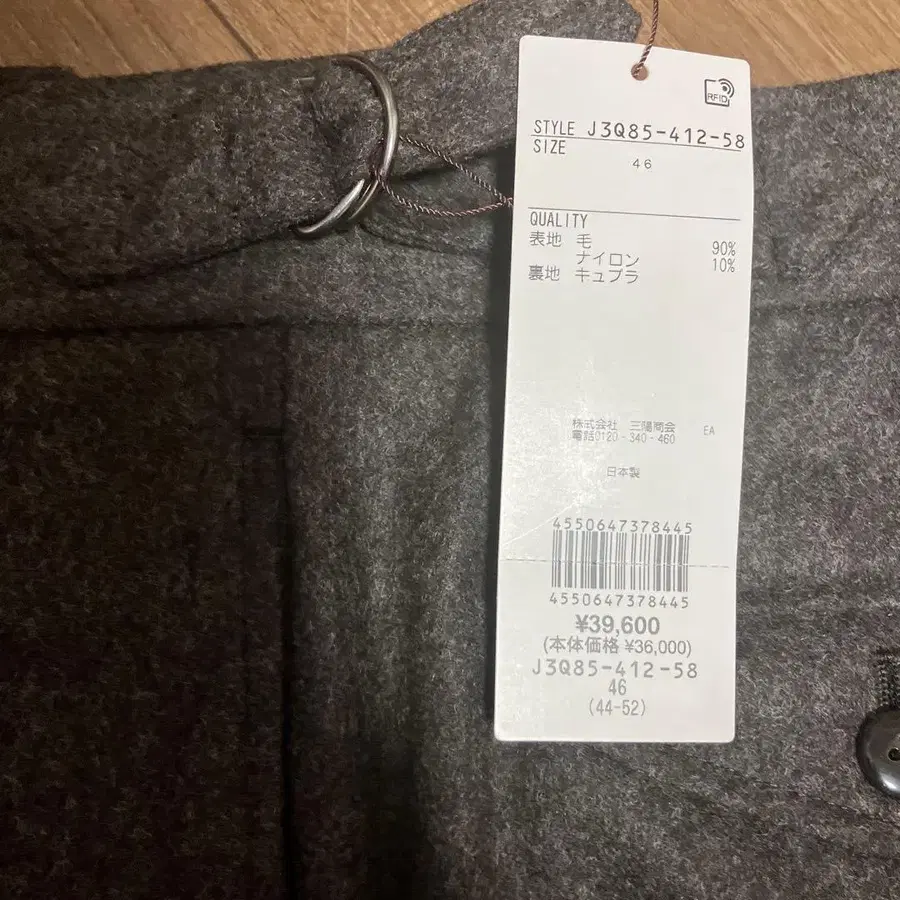 RFID
STYLE J3Q85-412-58
SIZE
46
QUALITY
表地 毛 90%
ナイロン 10%
裏地 キュプラ
株式会社 三陽商会 EA
電話0120-340-460
日本製
4550647378445
4550647378445
¥39,600
(本体価格 ¥36,000)
J3Q85-412-58
46
(44-52)